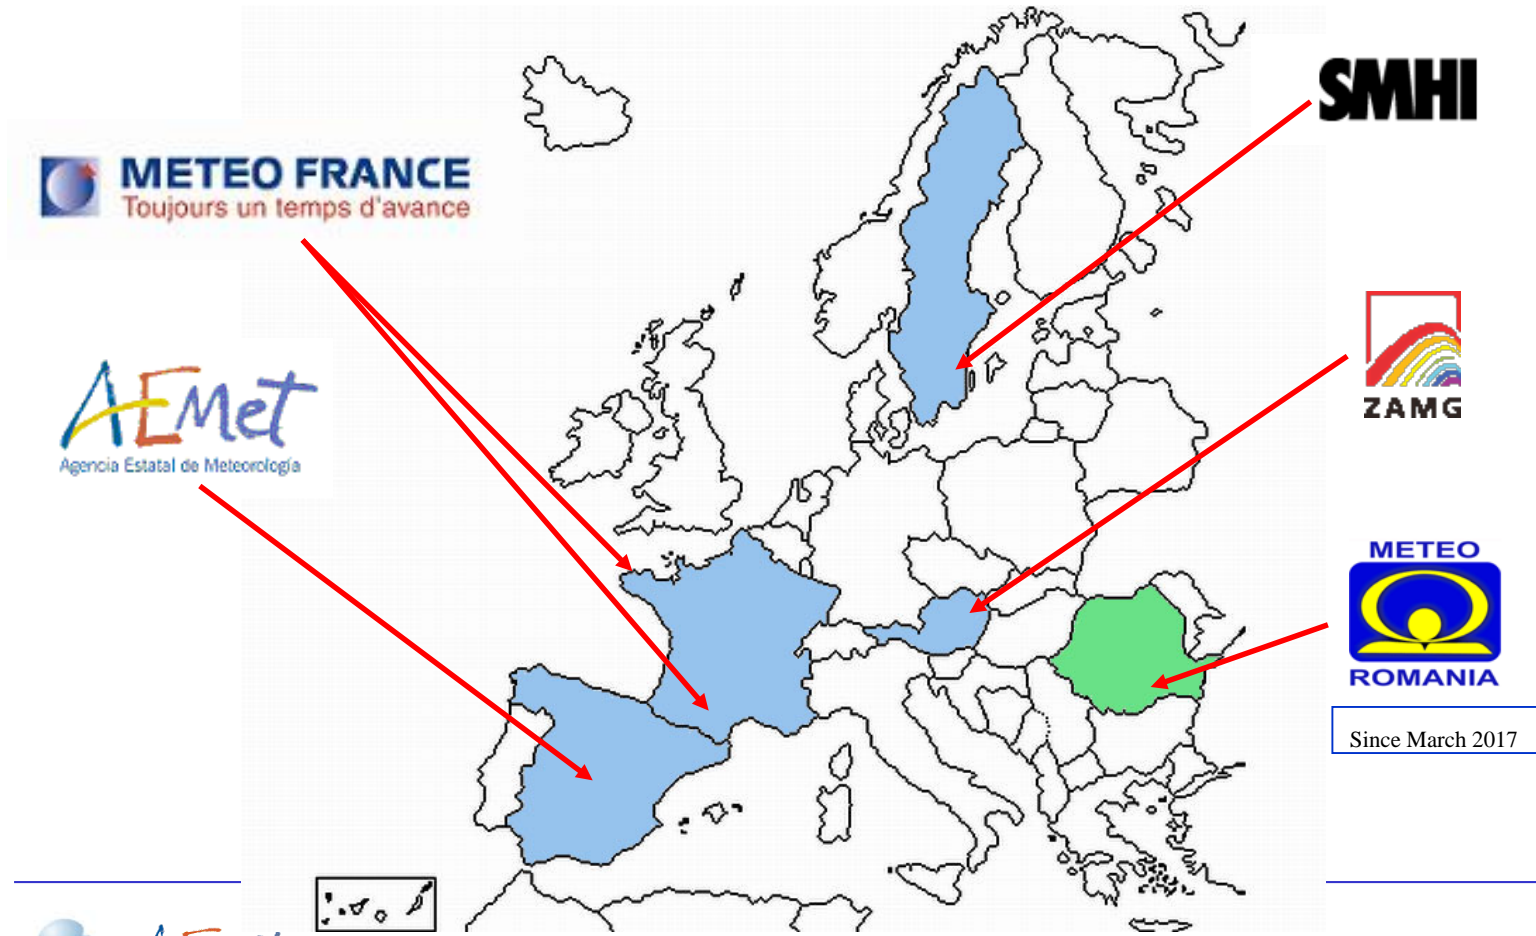 SMHI
METEO FRANCE
Toujours un temps d'avance
ZAMG
AEMet
Agencia Estatal de Meteorología
METEO
ROMANIA
Since March 2017